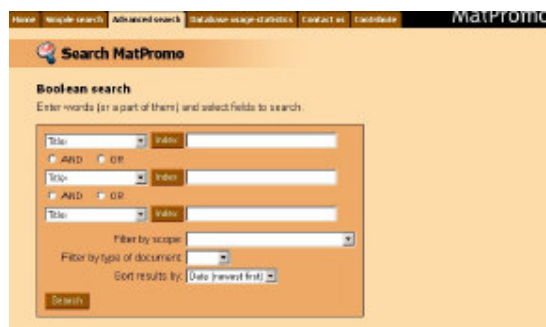 Home Simple search Advanced search Database usage statistics Contact us Contribute MatPromo
Search MatPromo
Boolean search
Enter words (or a part of them) and select fields to search.
Title Index
AND OR
Title Index
AND OR
Title Index
Filter by scope:
Filter by type of document:
Sort results by: Date (newest first)
Search